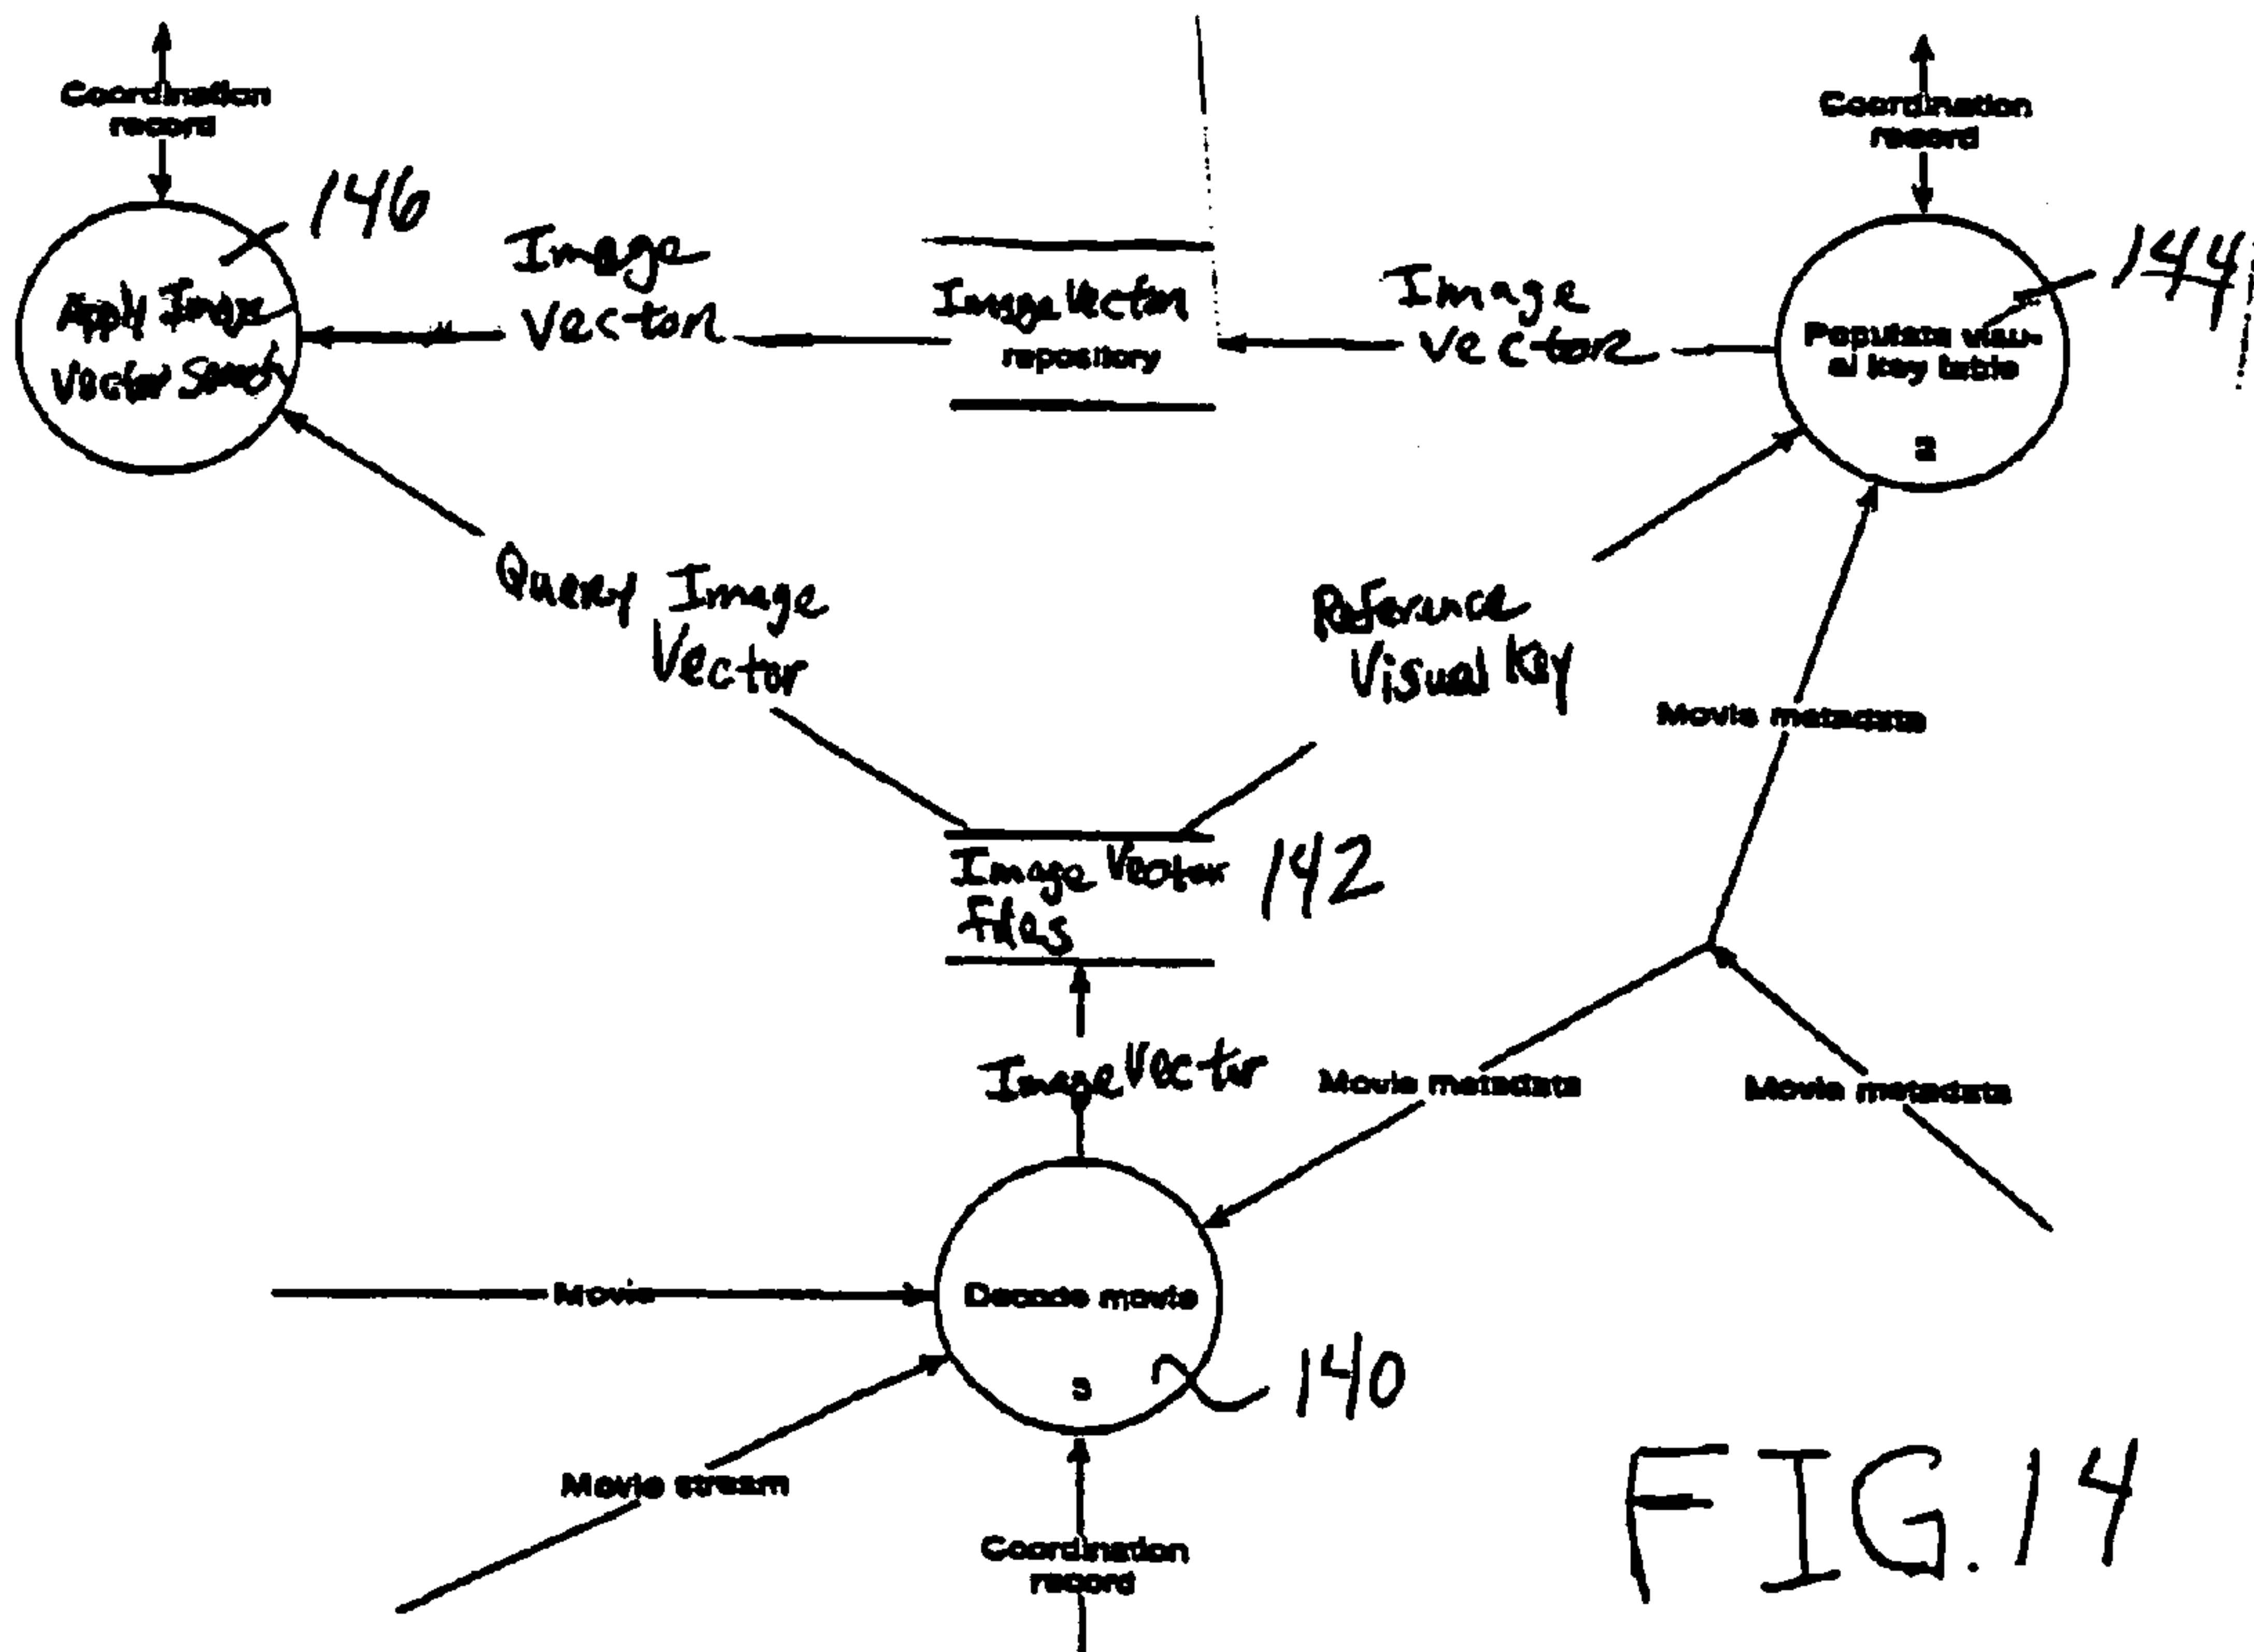 Coordination
record
146
Apply Image
Vector Search
Image
Vector
Image Vector
repository
Image
Vector
Coordination
record
144
Populate visu-
al key table
2
Query Image
Vector
Reference
Visual Key
Movie metadata
Image Vector
Files
142
Image Vector
Movie metadata
Movie metadata
Movie
Decode movie
140
Movie stream
Coordination
record
FIG. 14